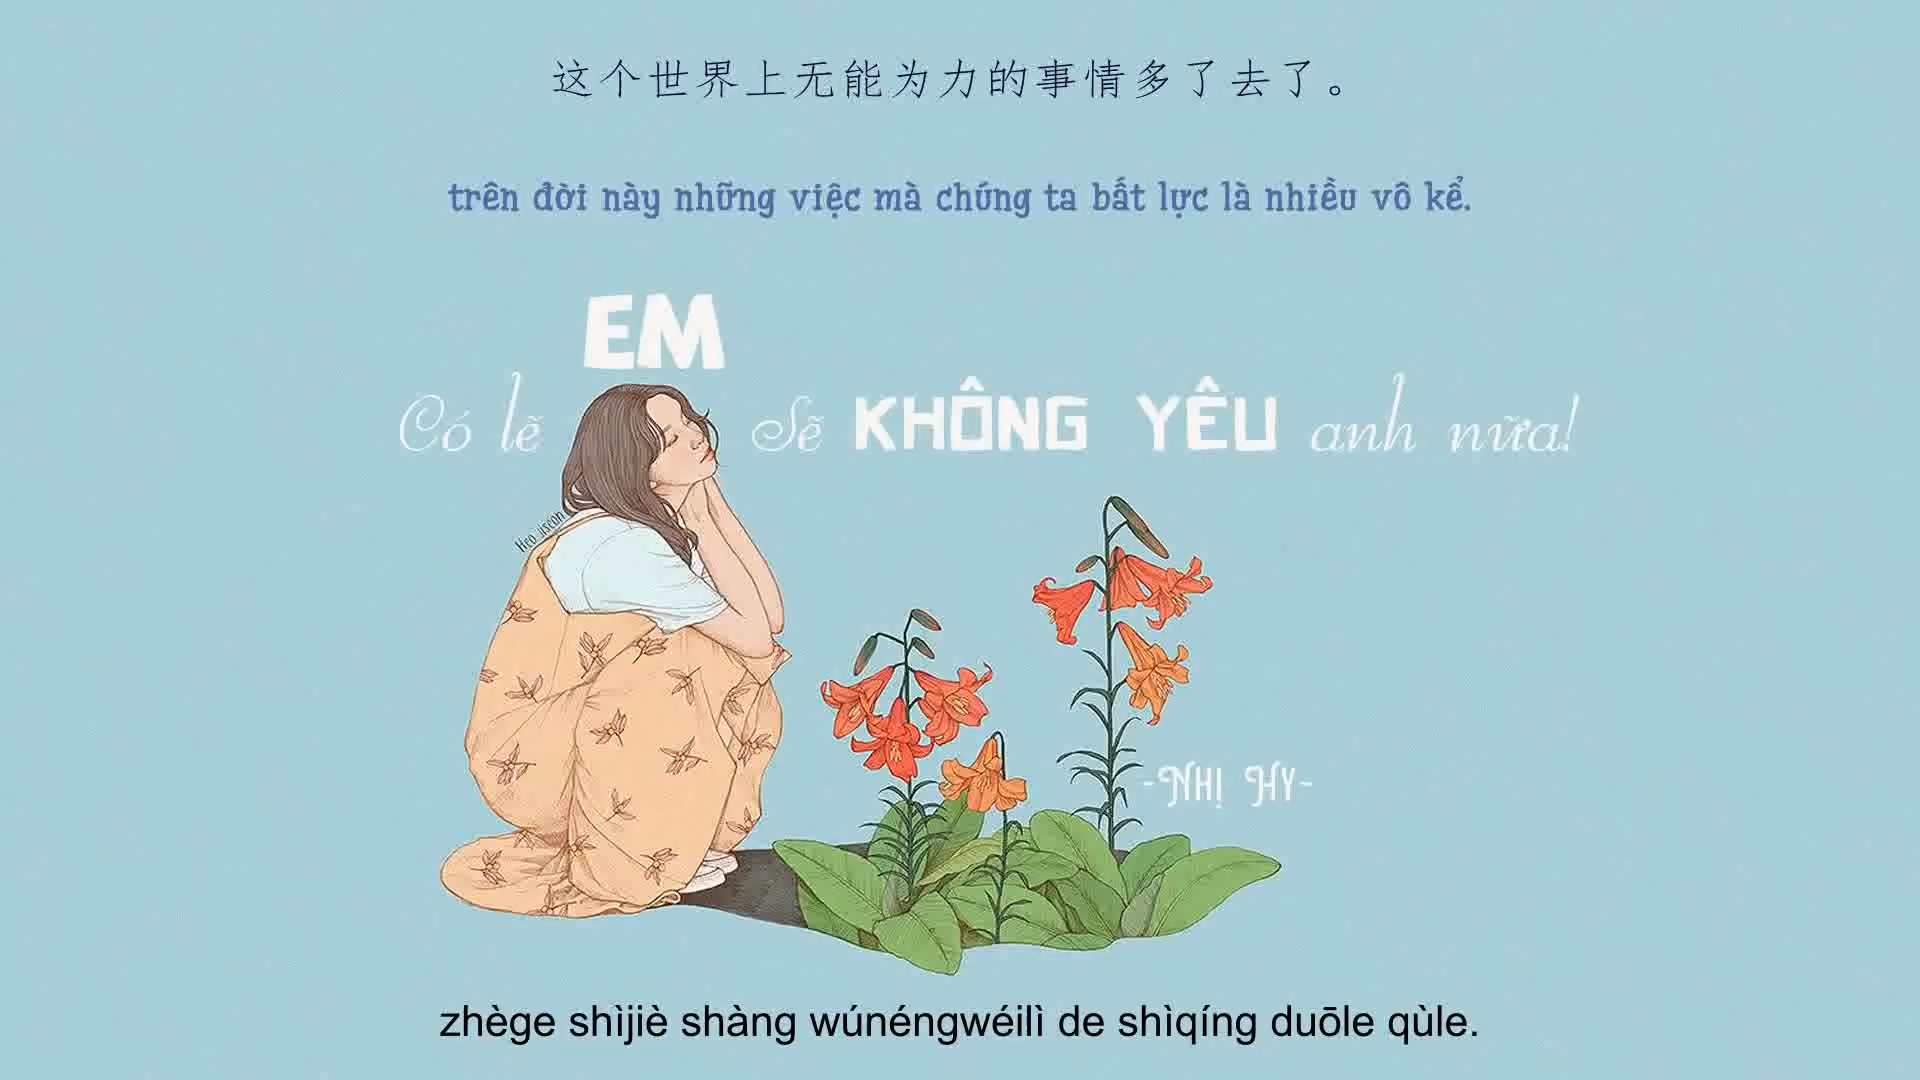 这个世界上无能为力的事情多了去了。
trên đời này những việc mà chúng ta bất lực là nhiều vô kể.
EM
Có lẽ Sẽ KHÔNG YÊU anh nữa!
Heo jiseon
-NHỊ HY-
zhège shìjiè shàng wúnéngwéilì de shìqíng duōle qùle.